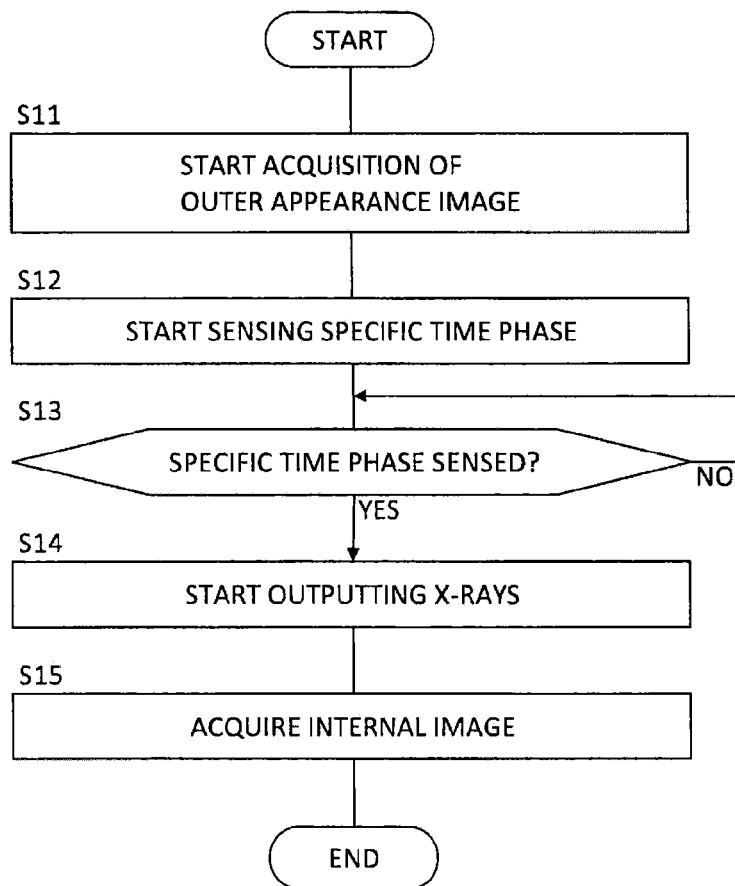 START
S11
START ACQUISITION OF
OUTER APPEARANCE IMAGE
S12
START SENSING SPECIFIC TIME PHASE
S13
SPECIFIC TIME PHASE SENSED?
NO
YES
S14
START OUTPUTTING X-RAYS
S15
ACQUIRE INTERNAL IMAGE
END